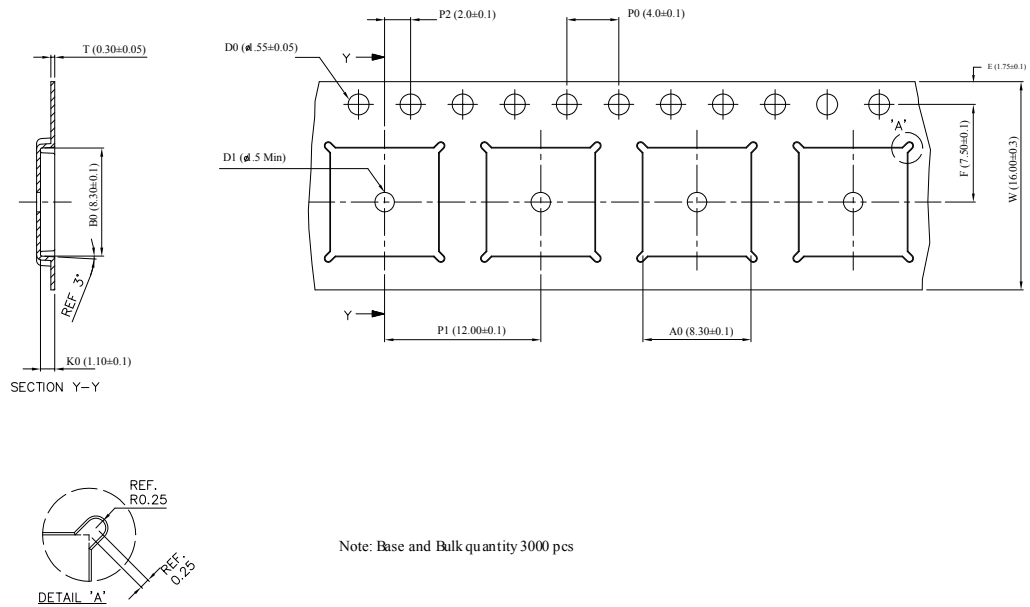 P2 (2.0±0.1)
P0 (4.0±0.1)
T (0.30±0.05)
D0 (ø1.55±0.05)
Y
E (1.75±0.1)
'A'
D1 (ø1.5 Min)
B0 (8.30±0.1)
F (7.50±0.1)
W (16.00±0.3)
REF 3°
Y
P1 (12.00±0.1)
A0 (8.30±0.1)
K0 (1.10±0.1)
SECTION Y-Y
REF.
R0.25
REF.
0.25
DETAIL 'A'
Note: Base and Bulk quantity 3000 pcs